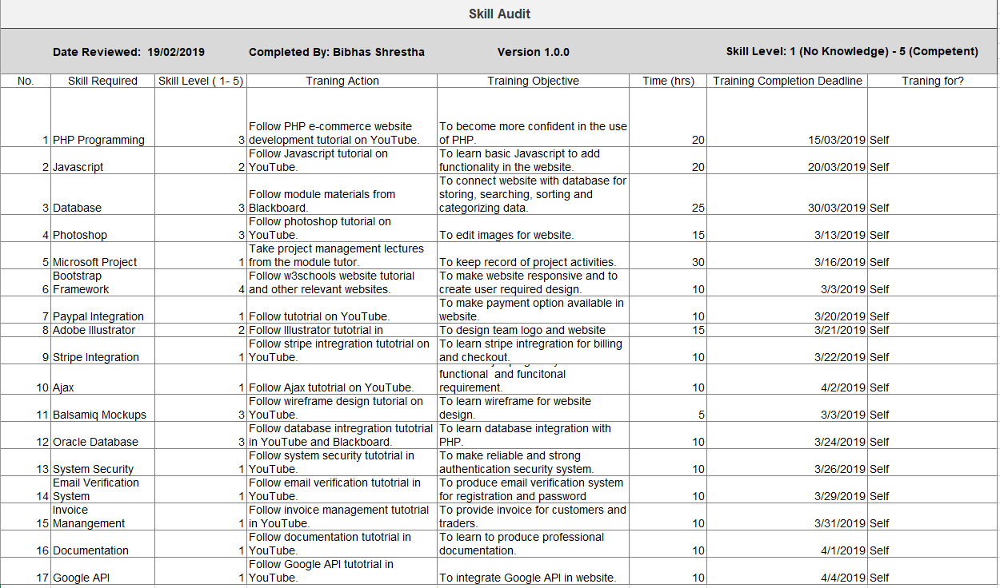 Skill Audit
Date Reviewed: 19/02/2019 Completed By: Bibhas Shrestha Version 1.0.0 Skill Level: 1 (No Knowledge) - 5 (Competent)
No. Skill Required Skill Level ( 1- 5) Traning Action Training Objective Time (hrs) Training Completion Deadline Traning for?
Follow PHP e-commerce website To become more confident in the use
1 PHP Programming 3 development tutorial on YouTube. of PHP. 20 15/03/2019 Self
Follow Javascript tutorial on To learn basic Javascript to add
2 Javascript 2 YouTube. functionality in the website. 20 20/03/2019 Self
To connect website with database for
Follow module materials from storing, searching, sorting and
3 Database 3 Blackboard. categorizing data. 25 30/03/2019 Self
Follow photoshop tutorial on
4 Photoshop 3 YouTube. To edit images for website. 15 3/13/2019 Self
Take project management lectures
5 Microsoft Project 1 from the module tutor. To keep record of project activities. 30 3/16/2019 Self
Bootstrap Follow w3schools website tutorial To make website responsive and to
6 Framework 4 and other relevant websites. create user required design. 10 3/3/2019 Self
To make payment option available in
7 Paypal Integration 1 Follow tutotrial on YouTube. website. 10 3/20/2019 Self
8 Adobe Illustrator 2 Follow Illustrator tutotrial in To design team logo and website 15 3/21/2019 Self
Follow stripe intregration tutotrial on To learn stripe intregration for billing
9 Stripe Integration 1 YouTube. and checkout. 10 3/22/2019 Self
functional and funcitonal
10 Ajax 1 Follow Ajax tutotrial on YouTube. requirement. 10 4/2/2019 Self
Follow wireframe design tutorial on To learn wireframe for website
11 Balsamiq Mockups 3 YouTube. design. 5 3/3/2019 Self
Follow database intregration tutotrial To learn database integration with
12 Oracle Database 3 in YouTube and Blackboard. PHP. 10 3/24/2019 Self
Follow system security tutotrial in To make reliable and strong
13 System Security 1 YouTube. authentication security system. 10 3/26/2019 Self
Email Verification Follow email verification tutotrial in To produce email verification system
14 System 1 YouTube. for registration and password 10 3/29/2019 Self
Invoice Follow invoice management tutotrial To provide invoice for customers and
15 Manangement 1 in YouTube. traders. 10 3/31/2019 Self
Follow documentation tutotrial in To learn to produce professional
16 Documentation 1 YouTube. documentation. 10 4/1/2019 Self
Follow Google API tutotrial in
17 Google API 1 YouTube. To integrate Google API in website. 10 4/4/2019 Self